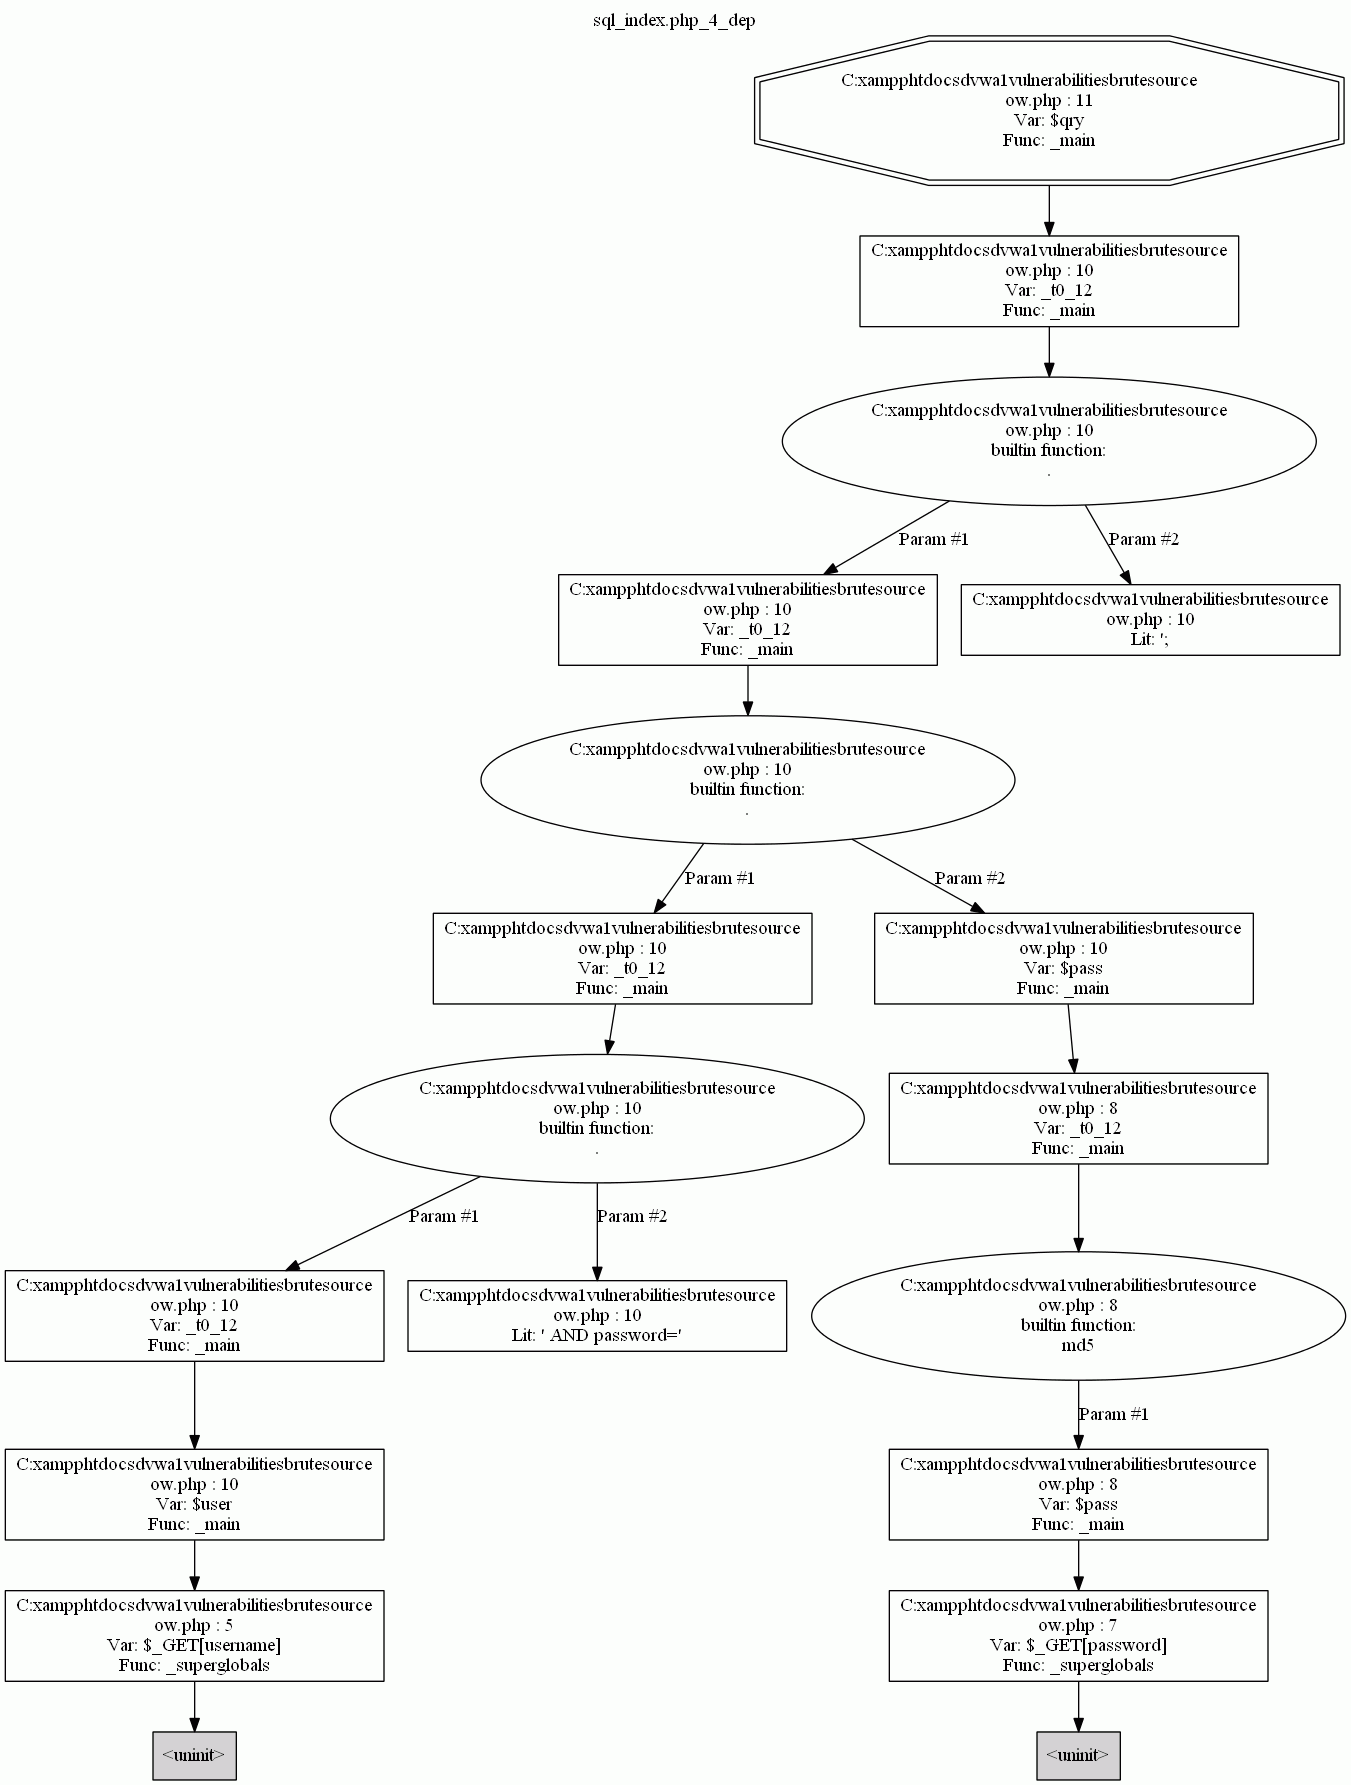 sql_index.php_4_dep
C:xampphtdocsdvwa1vulnerabilitiesbrutesource
ow.php : 11
Var: $qry
Func: _main
C:xampphtdocsdvwa1vulnerabilitiesbrutesource
ow.php : 10
Var: _t0_12
Func: _main
C:xampphtdocsdvwa1vulnerabilitiesbrutesource
ow.php : 10
builtin function:
.
Param #1
Param #2
C:xampphtdocsdvwa1vulnerabilitiesbrutesource
ow.php : 10
Var: _t0_12
Func: _main
C:xampphtdocsdvwa1vulnerabilitiesbrutesource
ow.php : 10
Lit: ';
C:xampphtdocsdvwa1vulnerabilitiesbrutesource
ow.php : 10
builtin function:
.
Param #1
Param #2
C:xampphtdocsdvwa1vulnerabilitiesbrutesource
ow.php : 10
Var: _t0_12
Func: _main
C:xampphtdocsdvwa1vulnerabilitiesbrutesource
ow.php : 10
Var: $pass
Func: _main
C:xampphtdocsdvwa1vulnerabilitiesbrutesource
ow.php : 10
builtin function:
.
C:xampphtdocsdvwa1vulnerabilitiesbrutesource
ow.php : 8
Var: _t0_12
Func: _main
Param #1
Param #2
C:xampphtdocsdvwa1vulnerabilitiesbrutesource
ow.php : 10
Var: _t0_12
Func: _main
C:xampphtdocsdvwa1vulnerabilitiesbrutesource
ow.php : 10
Lit: ' AND password='
C:xampphtdocsdvwa1vulnerabilitiesbrutesource
ow.php : 8
builtin function:
md5
Param #1
C:xampphtdocsdvwa1vulnerabilitiesbrutesource
ow.php : 10
Var: $user
Func: _main
C:xampphtdocsdvwa1vulnerabilitiesbrutesource
ow.php : 8
Var: $pass
Func: _main
C:xampphtdocsdvwa1vulnerabilitiesbrutesource
ow.php : 5
Var: $_GET[username]
Func: _superglobals
C:xampphtdocsdvwa1vulnerabilitiesbrutesource
ow.php : 7
Var: $_GET[password]
Func: _superglobals
<uninit>
<uninit>